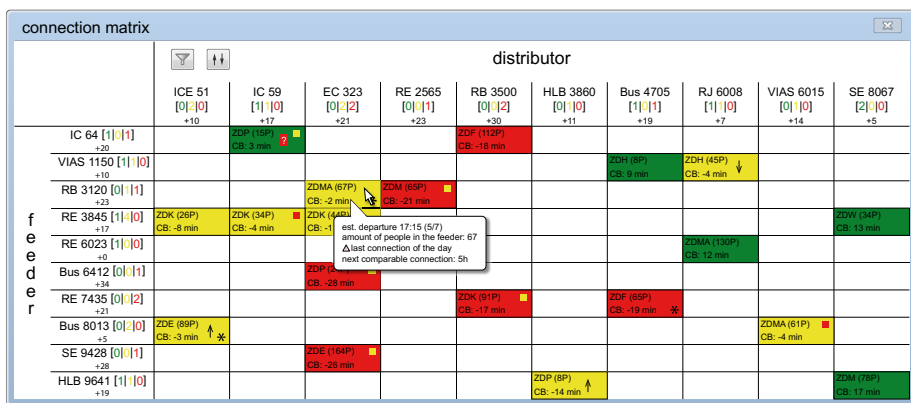 connection matrix
distributor
ICE 51 IC 59 EC 323 RE 2565 RB 3500 HLB 3860 Bus 4705 RJ 6008 VIAS 6015 SE 8067
[0|2|0] [1|1|0] [0|2|2] [0|0|1] [0|0|2] [0|1|0] [1|0|1] [1|1|0] [0|1|0] [2|0|0]
+10 +17 +21 +23 +30 +11 +19 +7 +14 +5
feeder
IC 64 [1|0|1] ZDP (15P) ZDF (112P)
+20 CB: 3 min ? CB: -18 min
VIAS 1150 [1|1|0] ZDH (8P) ZDH (45P)
+10 CB: 9 min CB: -4 min
RB 3120 [0|1|1] ZDMA (67P) ZDM (65P)
+23 CB: -2 min CB: -21 min
RE 3845 [1|4|0] ZDK (26P) ZDK (34P) ZDK ZDW (34P)
+17 CB: -8 min CB: -4 min CB: CB: 13 min
est. departure 17:15 (5/7)
amount of people in the feeder: 67
last connection of the day
next comparable connection: 5h
RE 6023 [1|0|0] ZDMA (130P)
+0 CB: 12 min
Bus 6412 [0|0|1] ZDP
+34 CB: -28 min
RE 7435 [0|0|2] ZDK (91P) ZDF (65P)
+21 CB: -17 min CB: -19 min
Bus 8013 [0|2|0] ZDE (89P) ZDMA (61P)
+5 CB: -3 min CB: -4 min
SE 9428 [0|0|1] ZDE (164P)
+28 CB: -26 min
HLB 9641 [1|1|0] ZDP (8P) ZDM (78P)
+19 CB: -14 min CB: 17 min